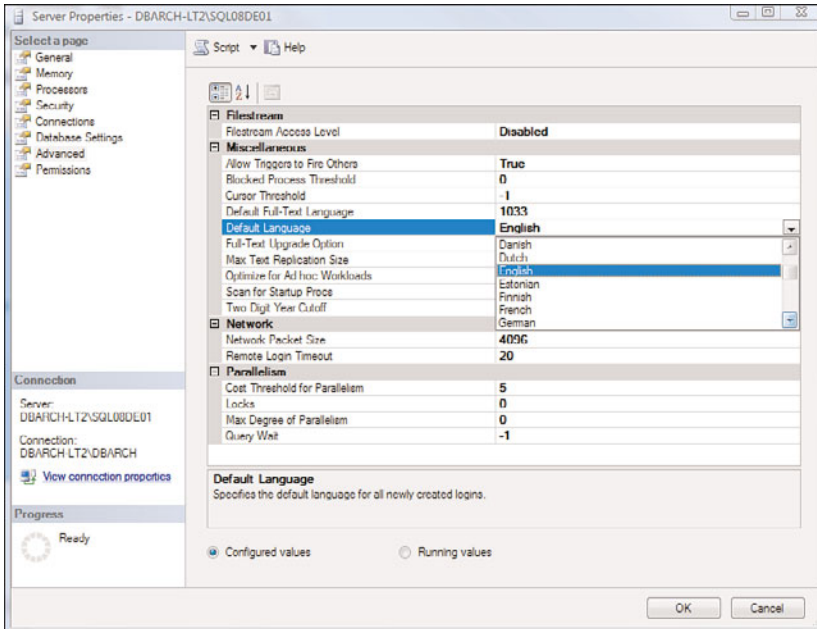 Server Properties - DBARCH-LT2\SQL08DE01
Select a page
General
Memory
Processors
Security
Connections
Database Settings
Advanced
Permissions
Script Help
Filestream
Filestream Access Level Disabled
Miscellaneous
Allow Triggers to Fire Others True
Blocked Process Threshold 0
Cursor Threshold -1
Default Full-Text Language 1033
Default Language English
Full-Text Upgrade Option Danish
Max Text Replication Size Dutch
Optimize for Ad hoc Workloads English
Scan for Startup Procs Estonian
Finnish
Two Digit Year Cutoff French
German
Network
Network Packet Size 4096
Remote Login Timeout 20
Parallelism
Cost Threshold for Parallelism 5
Locks 0
Max Degree of Parallelism 0
Query Wait -1
Connection
Server:
DBARCH-LT2\SQL08DE01
Connection:
DBARCH-LT2\DBARCH
View connection properties
Default Language
Specifies the default language for all newly created logins.
Progress
Ready
Configured values Running values
OK Cancel